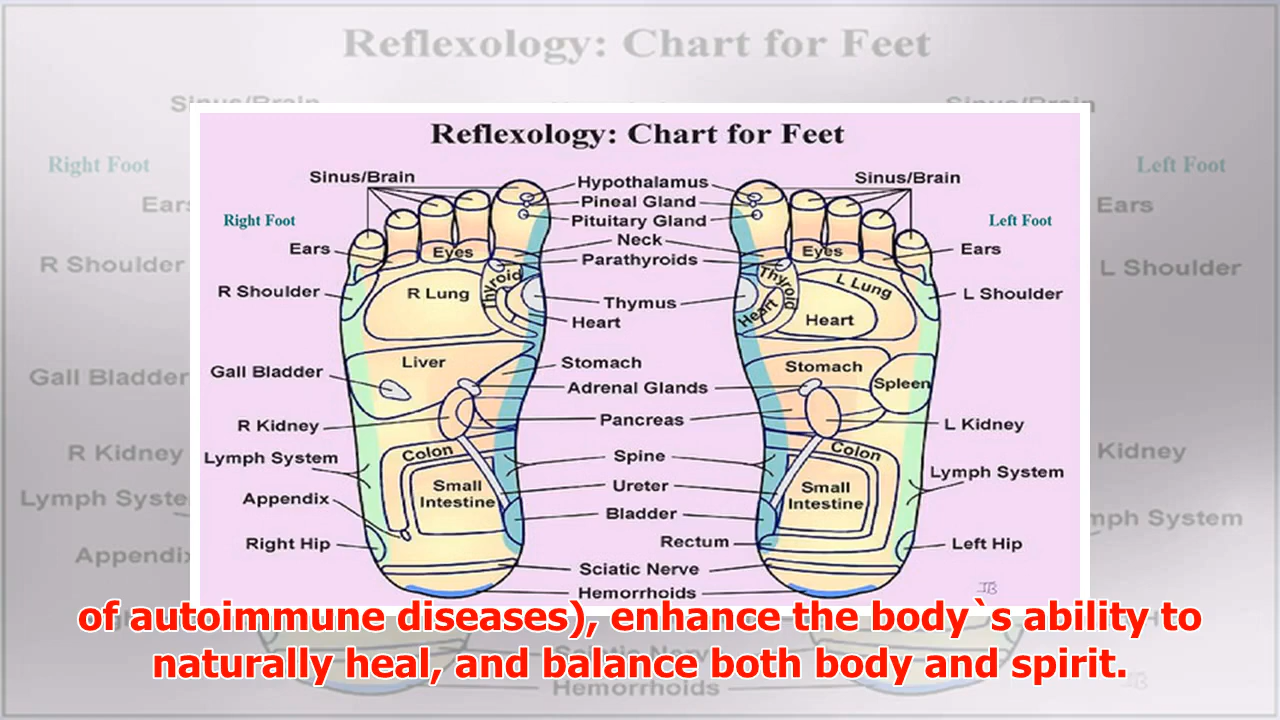 Reflexology: Chart for Feet
Sinus/Brain
Sinus/Brain
Right Foot
Left Foot
Ears
Ears
R Shoulder
L Shoulder
Gall Bladder
R Kidney
Kidney
Lymph Syste
mph System
Appendix
Hemorrhoids
Reflexology: Chart for Feet
Sinus/Brain
Hypothalamus
Sinus/Brain
Pineal Gland
Right Foot
Pituitary Gland
Left Foot
Neck
Ears
Eyes
Parathyroids
Eyes
Ears
R Shoulder
R Lung
Thyroid
Thymus
Thyroid
L Lung
L Shoulder
Heart
Heart
Heart
Liver
Stomach
Stomach
Gall Bladder
Adrenal Glands
Spleen
R Kidney
Pancreas
L Kidney
Lymph System
Colon
Spine
Colon
Lymph System
Appendix
Small
Intestine
Ureter
Small
Intestine
Bladder
Right Hip
Rectum
Left Hip
Sciatic Nerve
Hemorrhoids
JB
of autoimmune diseases), enhance the body`s ability to
naturally heal, and balance both body and spirit.